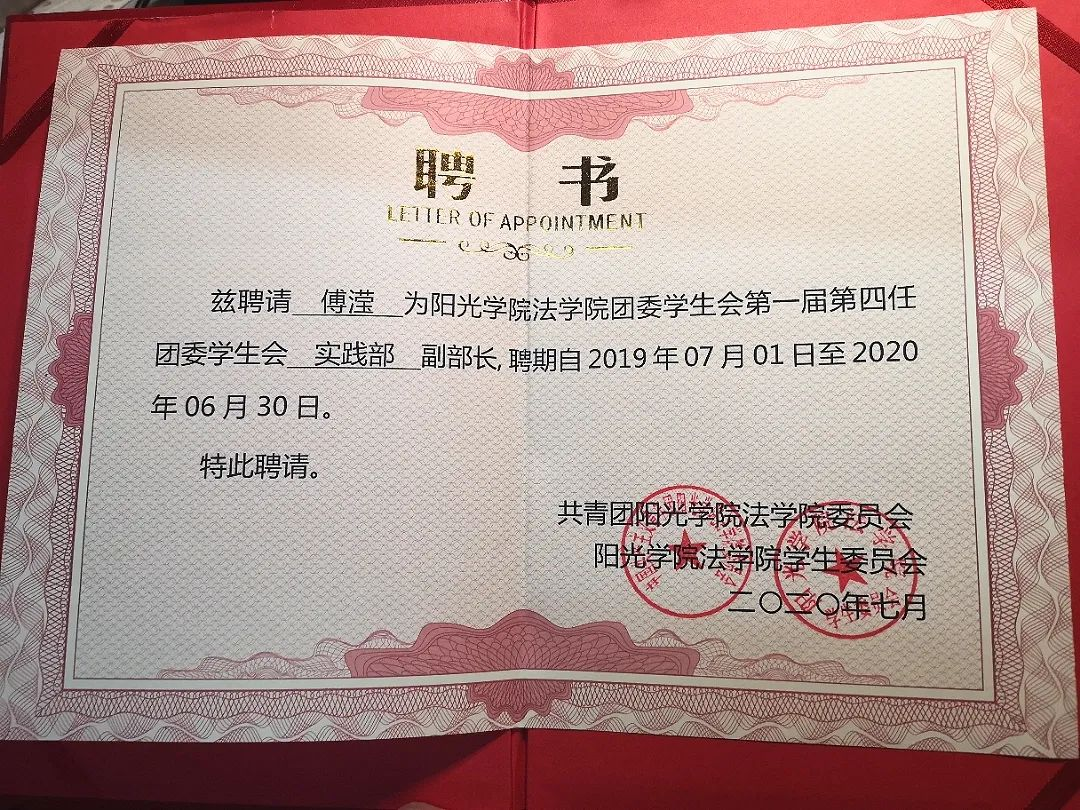 聘 书
LETTER OF APPOINTMENT
兹聘请 傅滢 为阳光学院法学院团委学生会第一届第四任
团委学生会 实践部 副部长, 聘期自 2019 年 07 月 01 日至 2020
年 06 月 30 日。
特此聘请。
共青团阳光学院法学院委员会
阳光学院法学院学生委员会
二〇二〇年七月